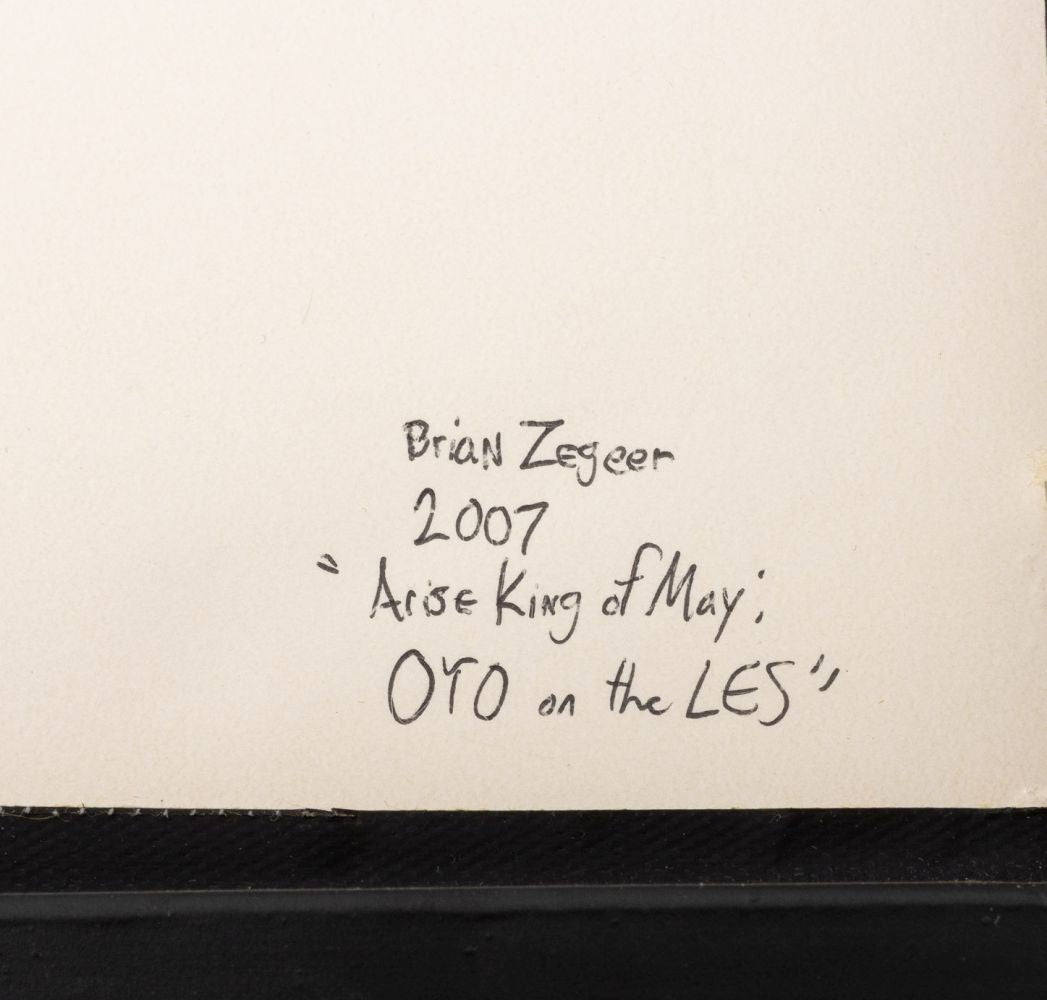 Brian Zegeer
2007
"Arise King of May;
OTO on the LES"